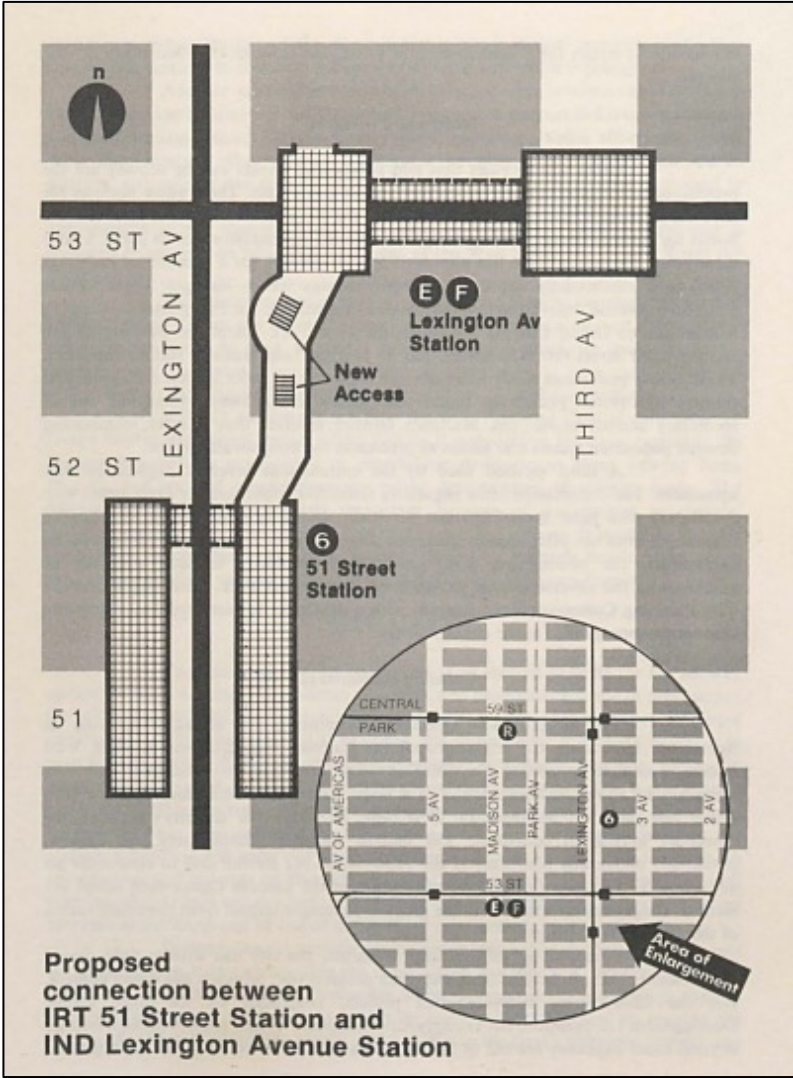 n
53 ST
LEXINGTON AV
THIRD AV
E F
Lexington Av
Station
New
Access
52 ST
6
51 Street
Station
51
CENTRAL
PARK
59 ST
R
AV OF AMERICAS
5 AV
MADISON AV
PARK AV
LEXINGTON AV
6
3 AV
2 AV
53 ST
E F
Area of
Enlargement
Proposed
connection between
IRT 51 Street Station and
IND Lexington Avenue Station